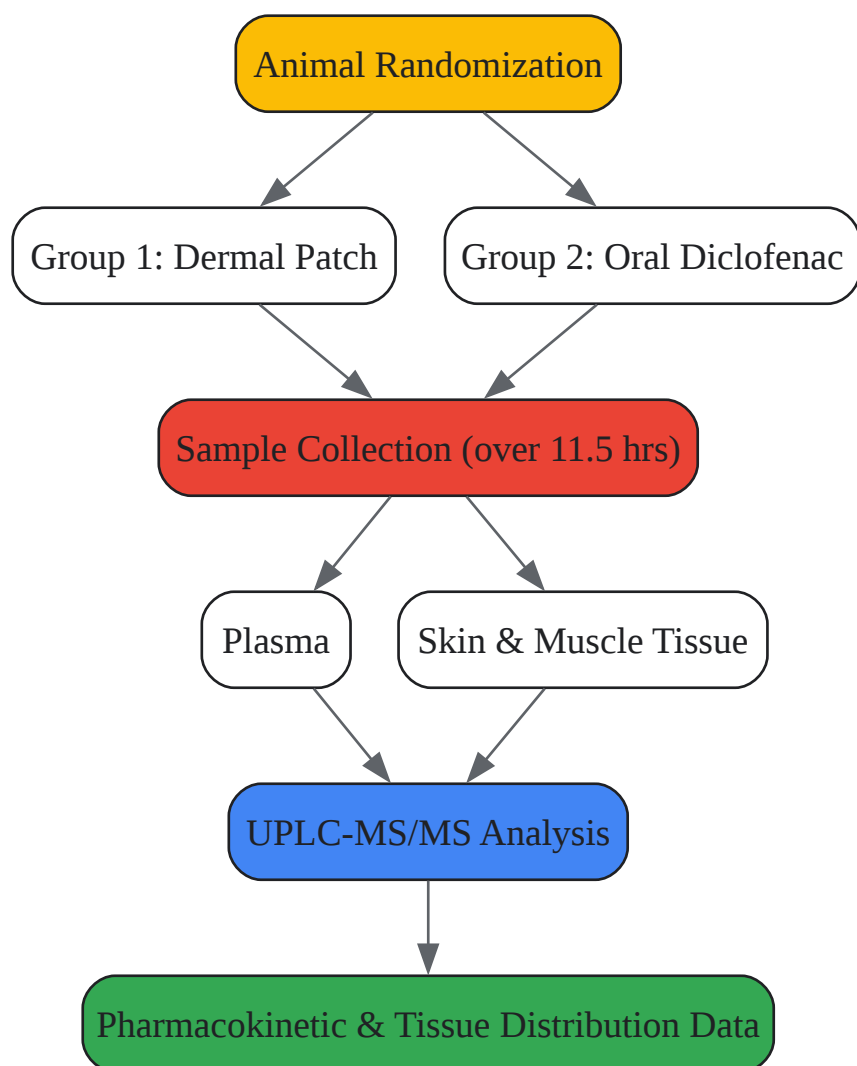 Animal Randomization
Group 1: Dermal Patch
Group 2: Oral Diclofenac
Sample Collection (over 11.5 hrs)
Plasma
Skin & Muscle Tissue
UPLC-MS/MS Analysis
Pharmacokinetic & Tissue Distribution Data